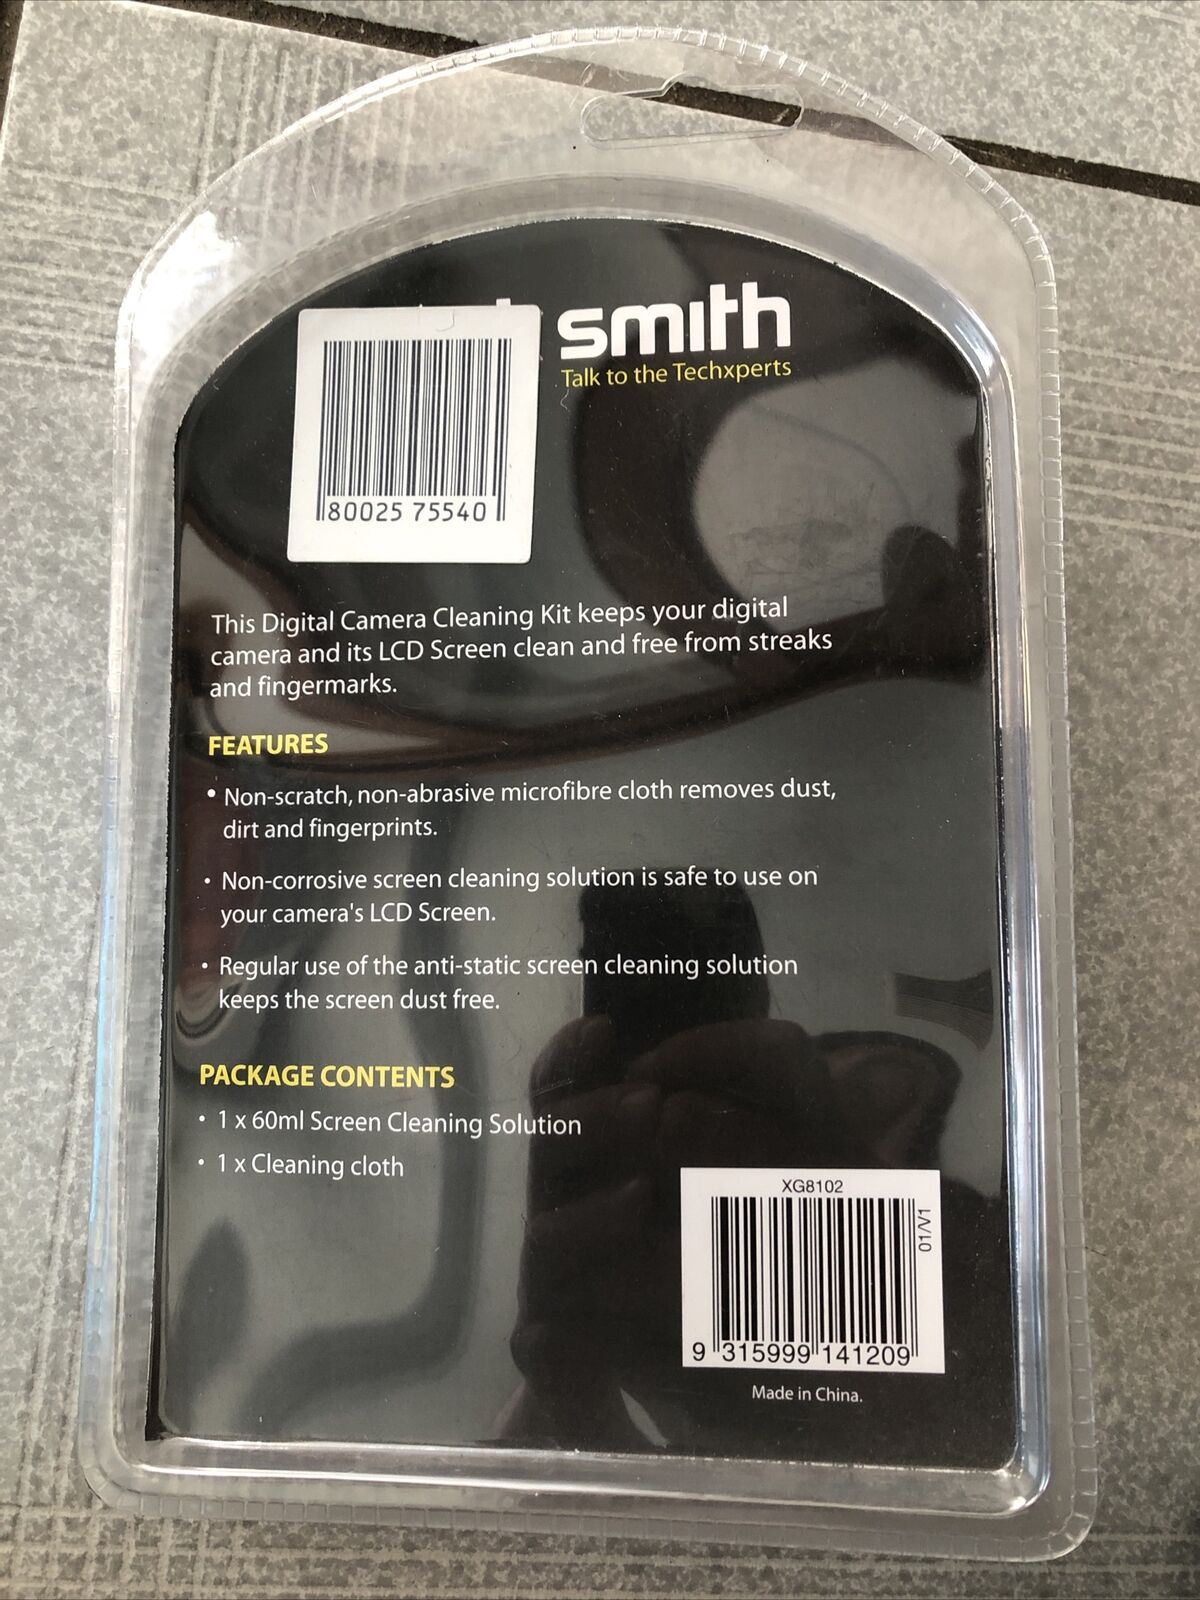 smith
Talk to the Techxperts
80025 75540
This Digital Camera Cleaning Kit keeps your digital
camera and its LCD Screen clean and free from streaks
and fingermarks.
FEATURES
• Non-scratch, non-abrasive microfibre cloth removes dust,
dirt and fingerprints.
• Non-corrosive screen cleaning solution is safe to use on
your camera's LCD Screen.
• Regular use of the anti-static screen cleaning solution
keeps the screen dust free.
PACKAGE CONTENTS
• 1 x 60ml Screen Cleaning Solution
• 1 x Cleaning cloth
XG8102
01/V1
9 315999 141209
Made in China.